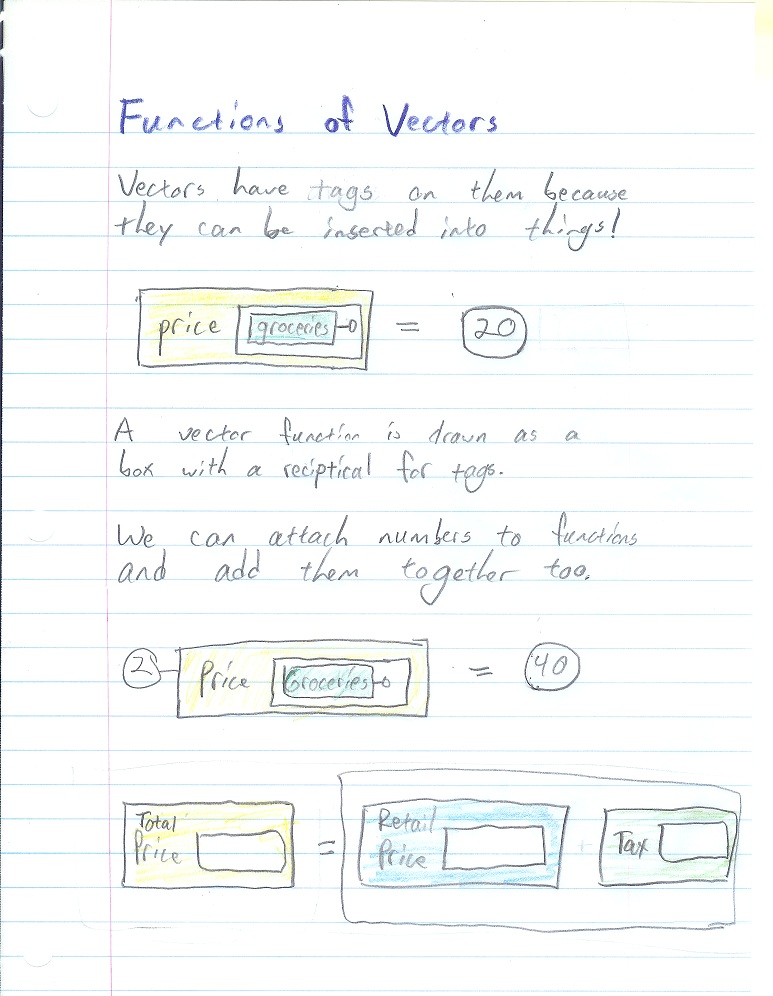 Functions of Vectors
Vectors have tags on them because
they can be inserted into things!
price groceries = 20
A vector function is drawn as a
box with a reciptical for tags.
We can attach numbers to functions
and add them together too.
2 Price Groceries = 40
Total Price = Retail Price + Tax